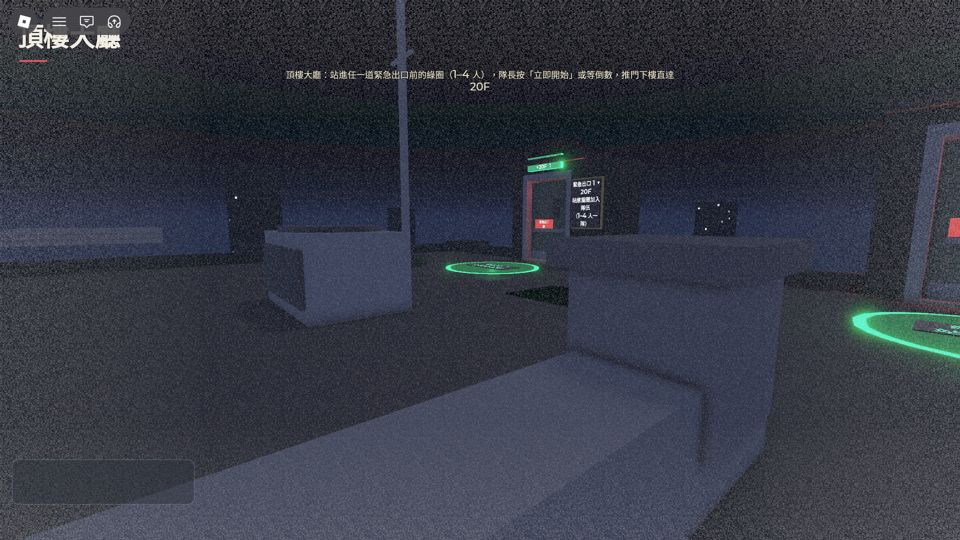 頂樓大廳
頂樓大廳：站進任一道緊急出口前的綠圈（1–4 人），隊長按「立即開始」或等倒數，推門下樓直達
20F
緊急出口 1
20F
站進綠圈加入
隊伍
（1–4 人一
隊）